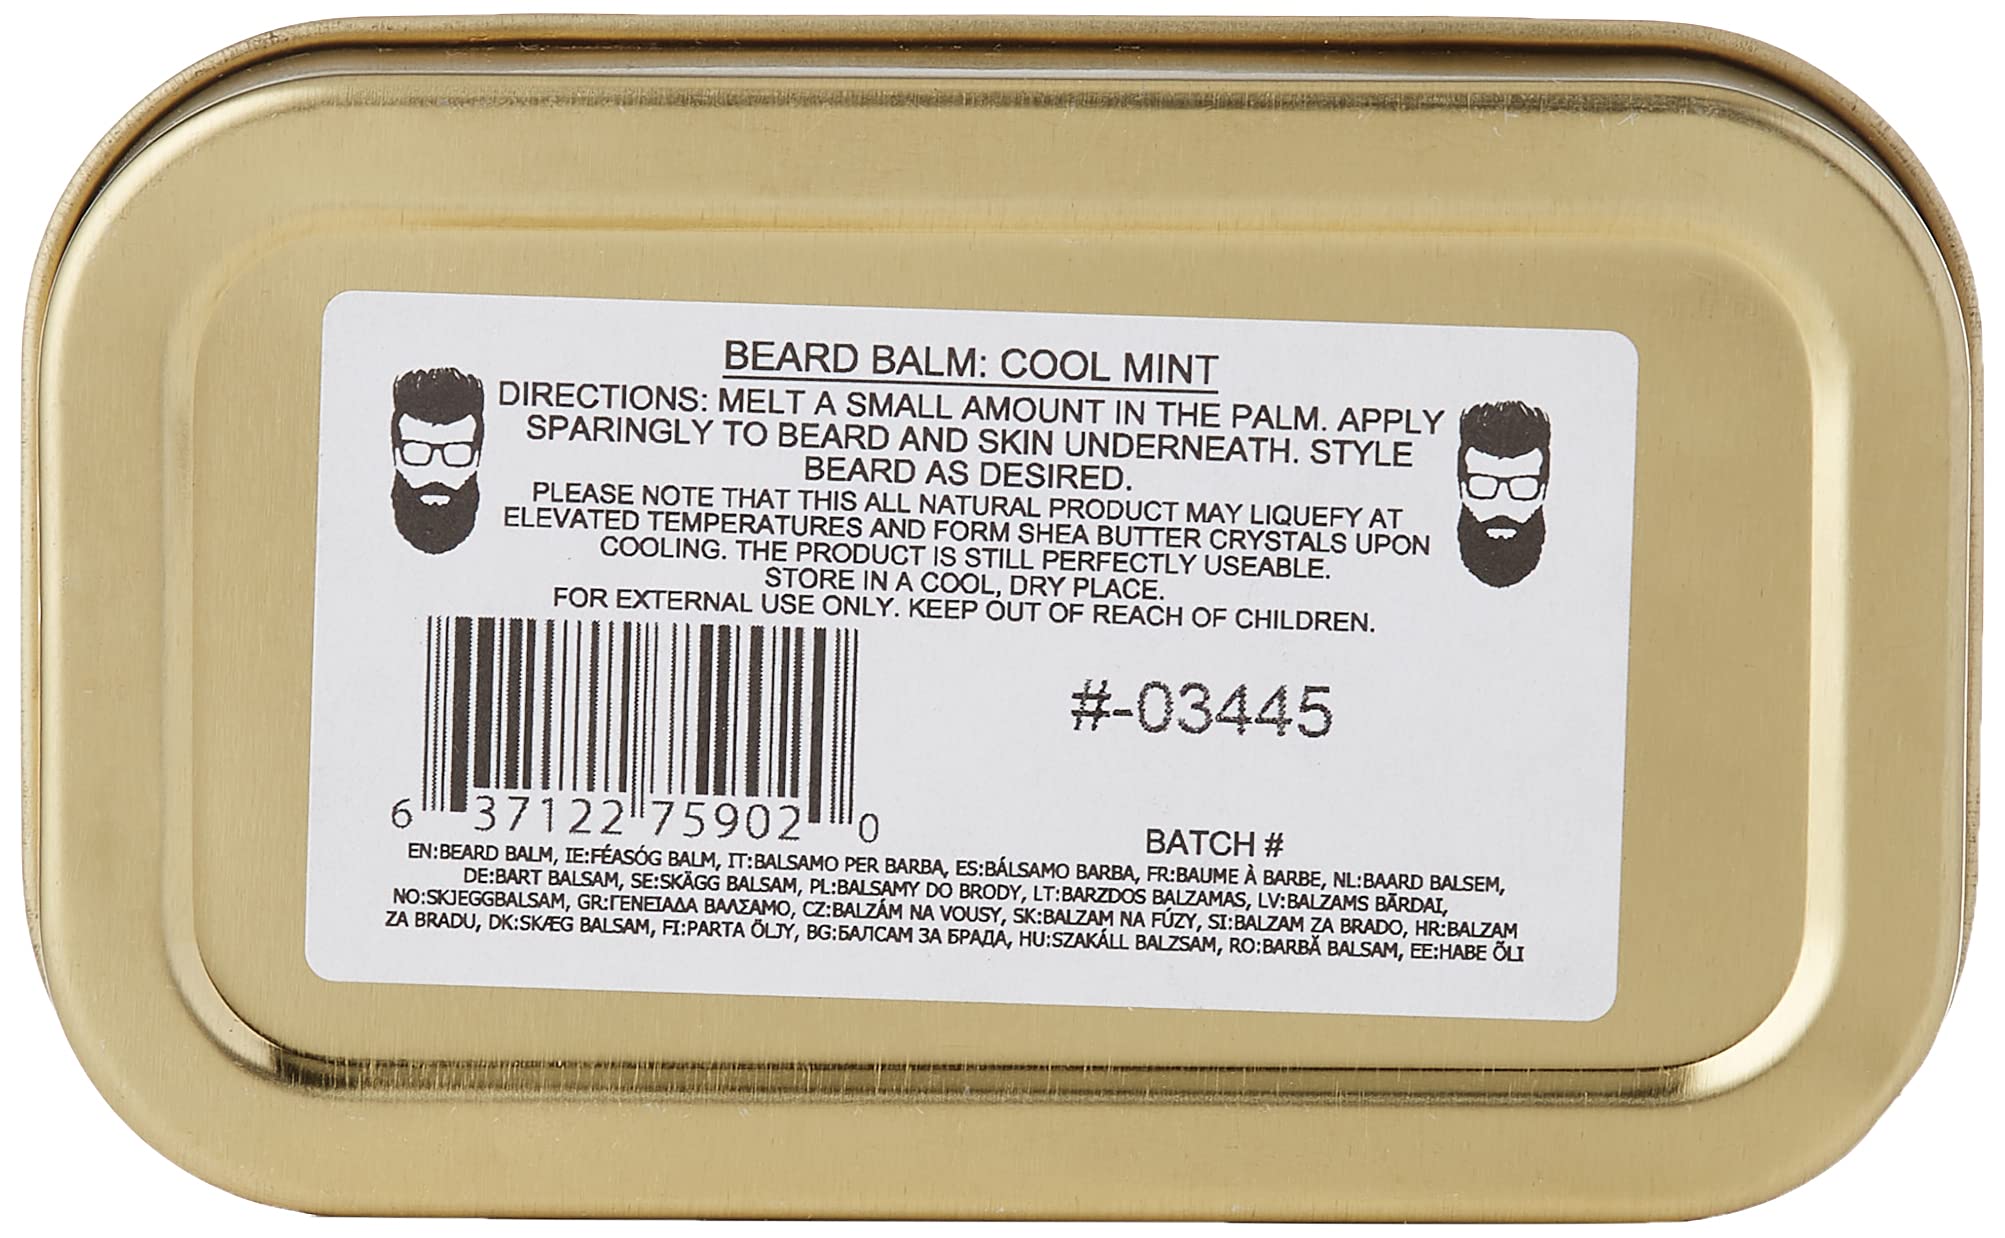 BEARD BALM: COOL MINT
DIRECTIONS: MELT A SMALL AMOUNT IN THE PALM. APPLY
SPARINGLY TO BEARD AND SKIN UNDERNEATH. STYLE
BEARD AS DESIRED.
PLEASE NOTE THAT THIS ALL NATURAL PRODUCT MAY LIQUEFY AT
ELEVATED TEMPERATURES AND FORM SHEA BUTTER CRYSTALS UPON
COOLING. THE PRODUCT IS STILL PERFECTLY USEABLE.
STORE IN A COOL, DRY PLACE.
FOR EXTERNAL USE ONLY. KEEP OUT OF REACH OF CHILDREN.
#-03445
6 37122 75902 0
BATCH #
EN:BEARD BALM, IE:FÉASÓG BALM, IT:BALSAMO PER BARBA, ES:BÁLSAMO BARBA, FR:BAUME À BARBE, NL:BAARD BALSEM,
DE:BART BALSAM, SE:SKÄGG BALSAM, PL:BALSAMY DO BRODY, LT:BARZDOS BALZAMAS, LV:BALZAMS BĀRDAI,
NO:SKJEGGBALSAM, GR:ΓΕΝΕΙΑΔΑ ΒΑΛΣΑΜΟ, CZ:BALZÁM NA VOUSY, SK:BALZAM NA FÚZY, SI:BALZAM ZA BRADO, HR:BALZAM
ZA BRADU, DK:SKÆG BALSAM, FI:PARTA ÖLJY, BG:БАЛСАМ ЗА БРАДА, HU:SZAKÁLL BALZSAM, RO:BARBĂ BALSAM, EE:HABE ÕLI